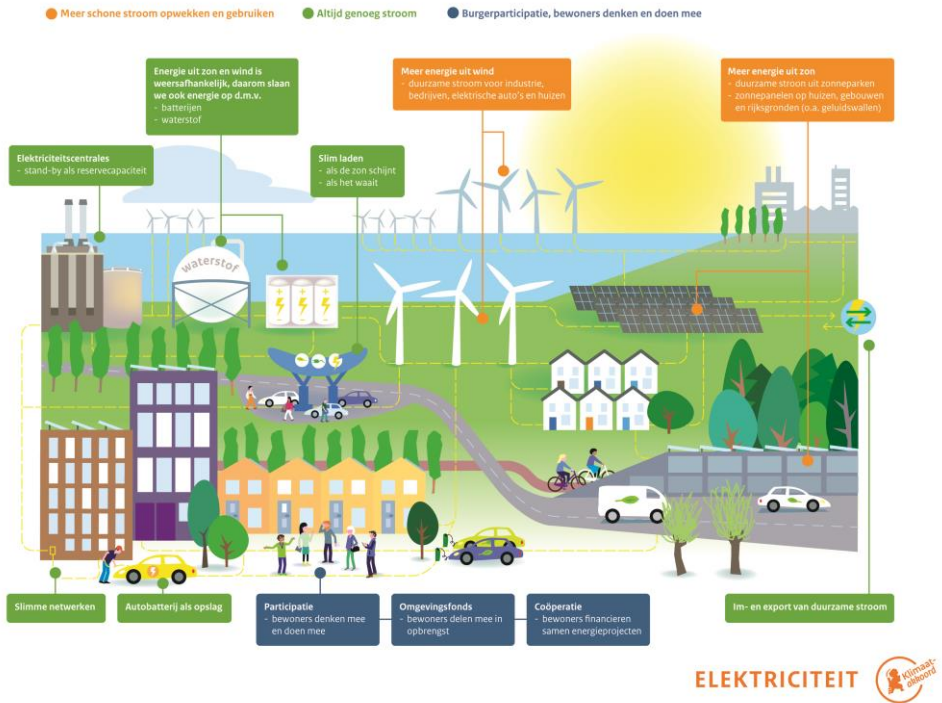 Meer schone stroom opwekken en gebruiken
Altijd genoeg stroom
Burgerparticipatie, bewoners denken en doen mee
Energie uit zon en wind is
weersafhankelijk, daarom slaan
we ook energie op d.m.v.
- batterijen
- waterstof
Meer energie uit wind
- duurzame stroom voor industrie,
bedrijven, elektrische auto's en huizen
Meer energie uit zon
- duurzame stroom uit zonneparken
- zonnepanelen op huizen, gebouwen
en rijksgronden (o.a. geluidswallen)
Elektriciteitscentrales
- stand-by als reservecapaciteit
Slim laden
- als de zon schijnt
- als het waait
waterstof
Slimme netwerken
Autobatterij als opslag
Participatie
- bewoners denken mee
en doen mee
Omgevingsfonds
- bewoners delen mee in
opbrengst
Coöperatie
- bewoners financieren
samen energieprojecten
Im- en export van duurzame stroom
ELEKTRICITEIT
Klimaat-
akkoord